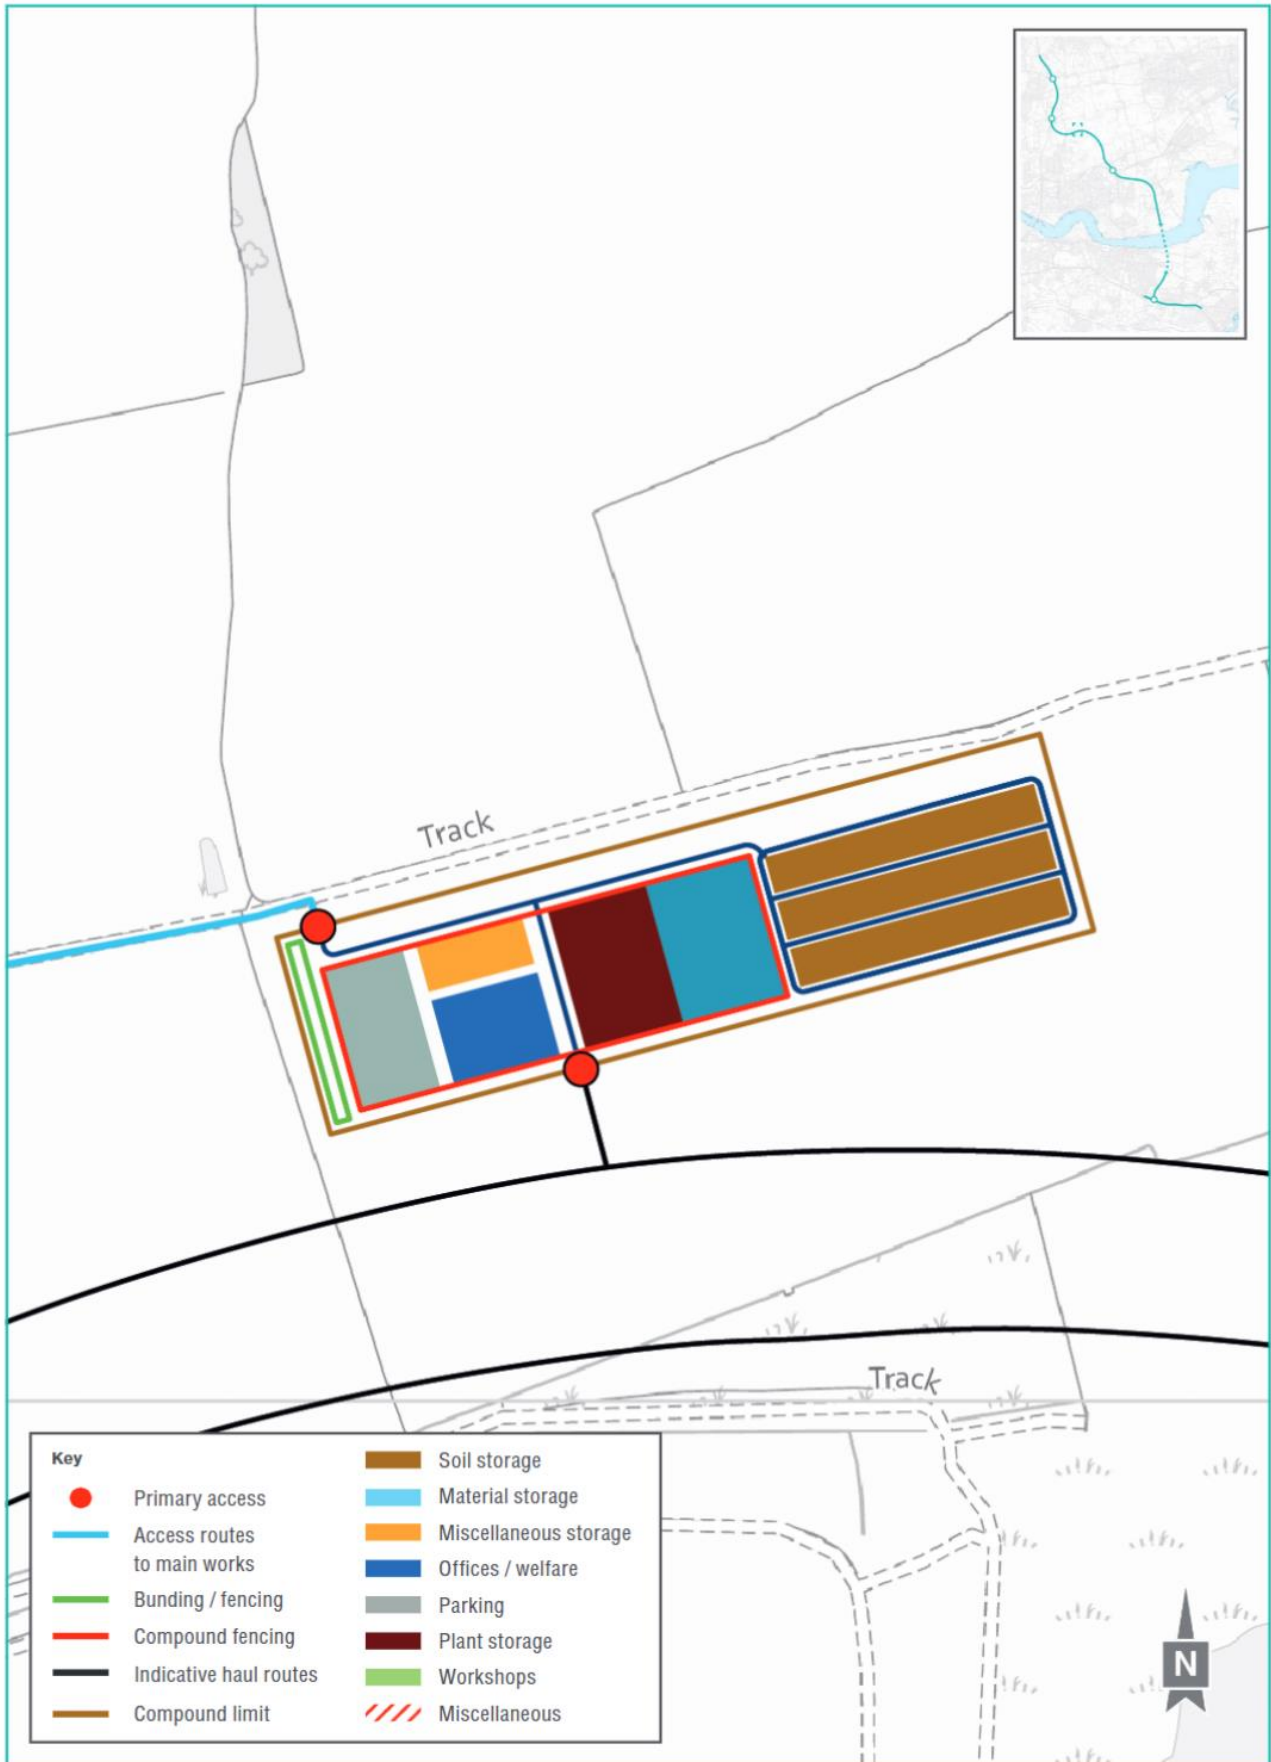 Track
Track
Key
Primary access
Access routes
to main works
Bunding / fencing
Compound fencing
Indicative haul routes
Compound limit
Soil storage
Material storage
Miscellaneous storage
Offices / welfare
Parking
Plant storage
Workshops
Miscellaneous
N